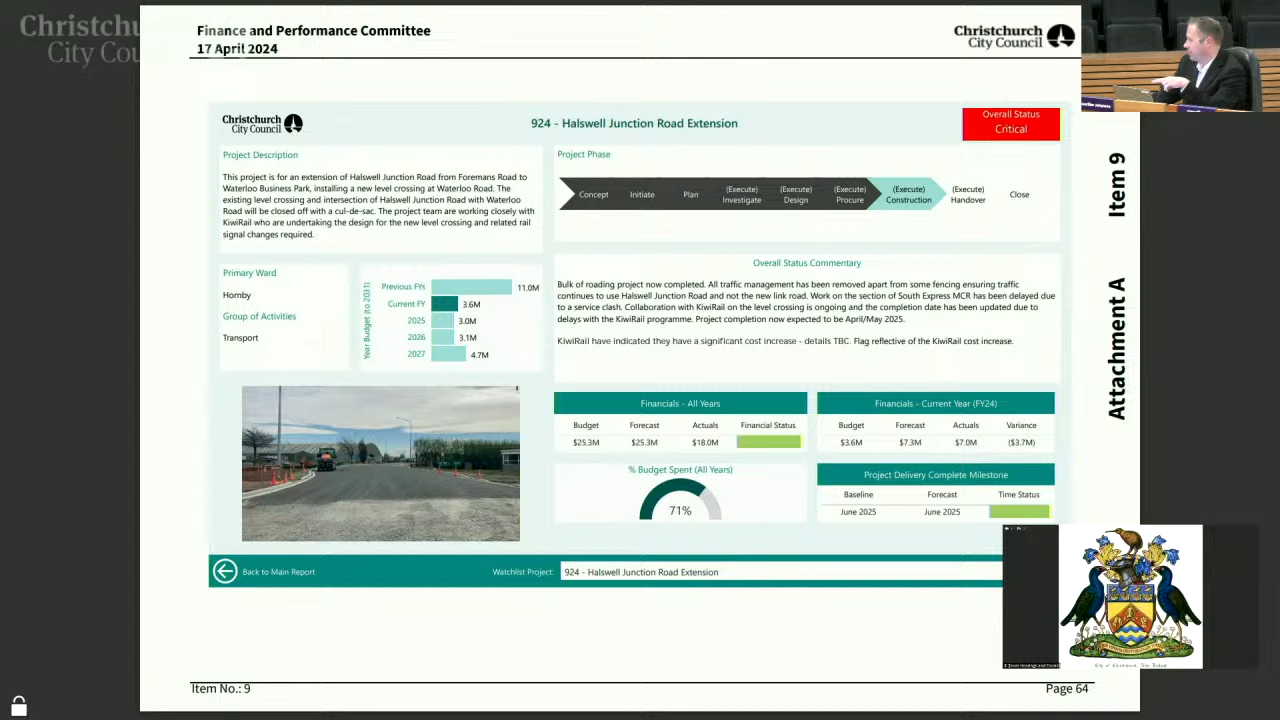 Christchurch
City Council
Finance and Performance Committee
17 April 2024
Christchurch
City Council
Christchurch
City Council
924 - Halswell Junction Road Extension
Overall Status
Critical
Project Description
This project is for an extension of Halswell Junction Road from Foremans Road to
Waterloo Business Park, installing a new level crossing at Waterloo Road. The
existing level crossing and intersection of Halswell Junction Road with Waterloo
Road will be closed off with a cul-de-sac. The project team are working closely with
KiwiRail who are undertaking the design for the new level crossing and related rail
signal changes required.
Project Phase
Concept
Initiate
Plan
(Execute)
Investigate
(Execute)
Design
(Execute)
Procure
(Execute)
Construction
(Execute)
Handover
Close
Primary Ward
Hornby
Group of Activities
Transport
Year Budget (to 2031)
Previous FYs 11.0M
Current FY 3.6M
2025 3.0M
2026 3.1M
2027 4.7M
Overall Status Commentary
Bulk of roading project now completed. All traffic management has been removed apart from some fencing ensuring traffic
continues to use Halswell Junction Road and not the new link road. Work on the section of South Express MCR has been delayed due
to a service clash. Collaboration with KiwiRail on the level crossing is ongoing and the completion date has been updated due to
delays with the KiwiRail programme. Project completion now expected to be April/May 2025.
KiwiRail have indicated they have a significant cost increase - details TBC. Flag reflective of the KiwiRail cost increase.
Financials - All Years
Budget Forecast Actuals Financial Status
$25.3M $25.3M $18.0M
% Budget Spent (All Years)
71%
Financials - Current Year (FY24)
Budget Forecast Actuals Variance
$3.6M $7.3M $7.0M ($3.7M)
Project Delivery Complete Milestone
Baseline Forecast Time Status
June 2025 June 2025
Back to Main Report
Watchlist Project: 924 - Halswell Junction Road Extension
Item No.: 9
Page 64
Item 9
Attachment A